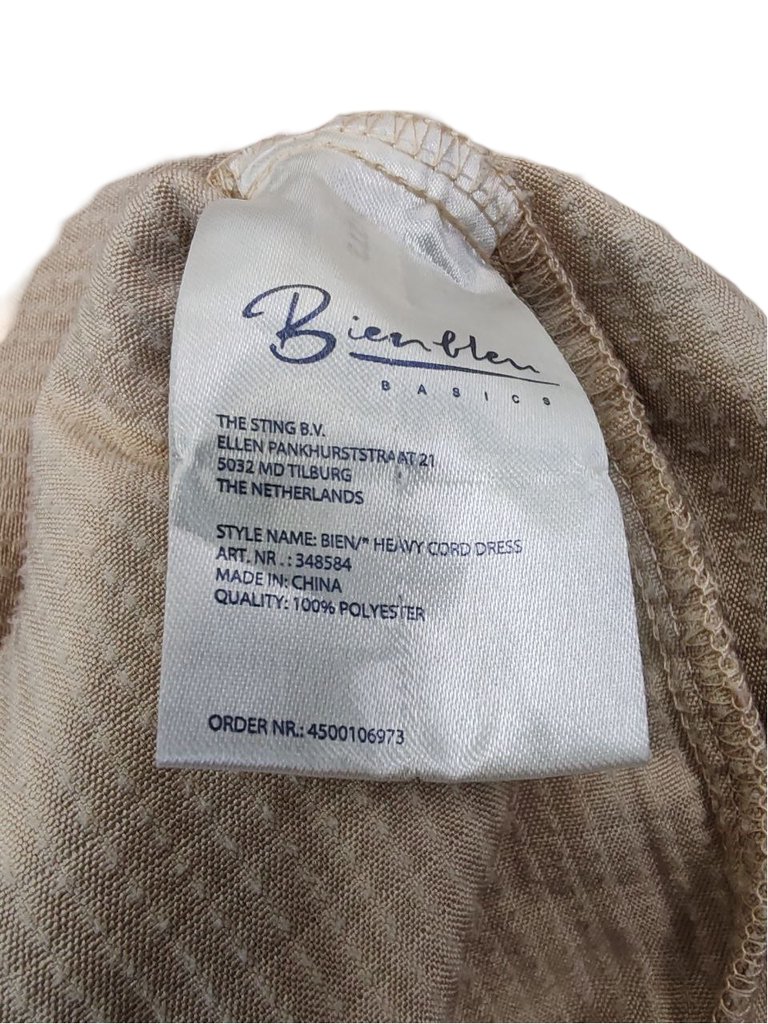 Bienbleu
BASICS
THE STING B.V.
ELLEN PANKHURSTSTRAAT 21
5032 MD TILBURG
THE NETHERLANDS
STYLE NAME: BIEN/* HEAVY CORD DRESS
ART. NR. : 348584
MADE IN: CHINA
QUALITY: 100% POLYESTER
ORDER NR.: 4500106973